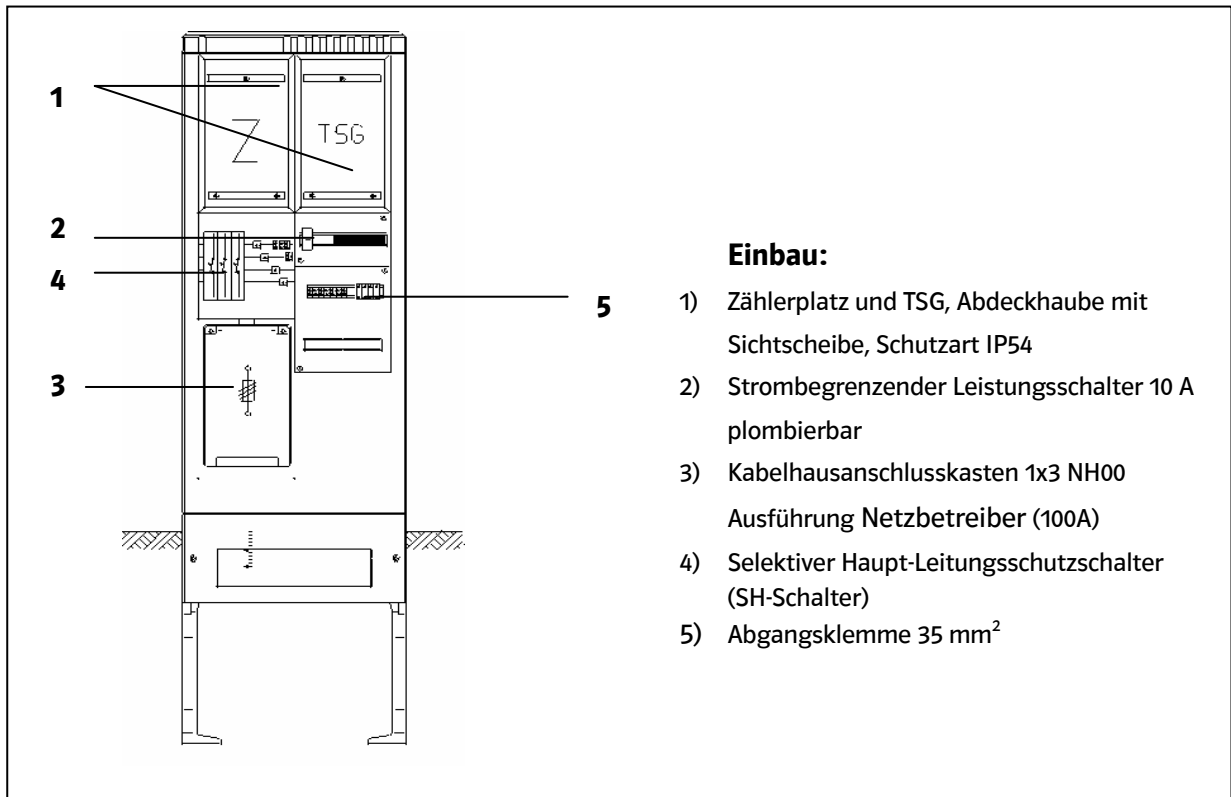 1
Z
TSG
2
4
3
5
Einbau:
1) Zählerplatz und TSG, Abdeckhaube mit
Sichtscheibe, Schutzart IP54
2) Strombegrenzender Leistungsschalter 10 A
plombierbar
3) Kabelhausanschlusskasten 1x3 NH00
Ausführung Netzbetreiber (100A)
4) Selektiver Haupt-Leitungsschutzschalter
(SH-Schalter)
5) Abgangsklemme 35 mm²